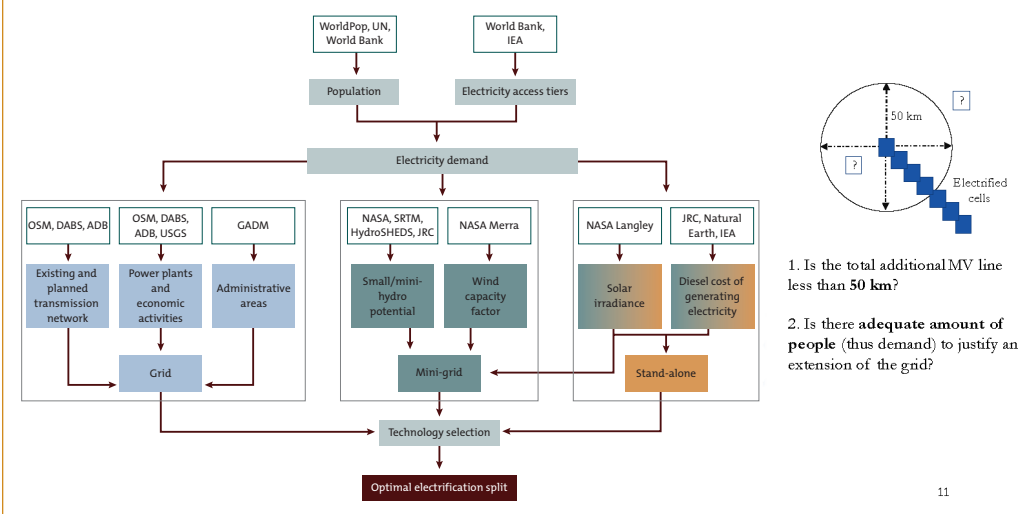 WorldPop, UN,
World Bank
World Bank,
IEA
Population
Electricity access tiers
Electricity demand
OSM, DABS, ADB
OSM, DABS,
ADB, USGS
GADM
NASA, SRTM,
HydroSHEDS, JRC
NASA Merra
NASA Langley
JRC, Natural
Earth, IEA
Existing and
planned
transmission
network
Power plants
and
economic
activities
Administrative
areas
Small/mini-
hydro
potential
Wind
capacity
factor
Solar
irradiance
Diesel cost of
generating
electricity
Grid
Mini-grid
Stand-alone
Technology selection
Optimal electrification split
?
50 km
?
Electrified
cells
1. Is the total additional MV line
less than 50 km?
2. Is there adequate amount of
people (thus demand) to justify an
extension of the grid?
11